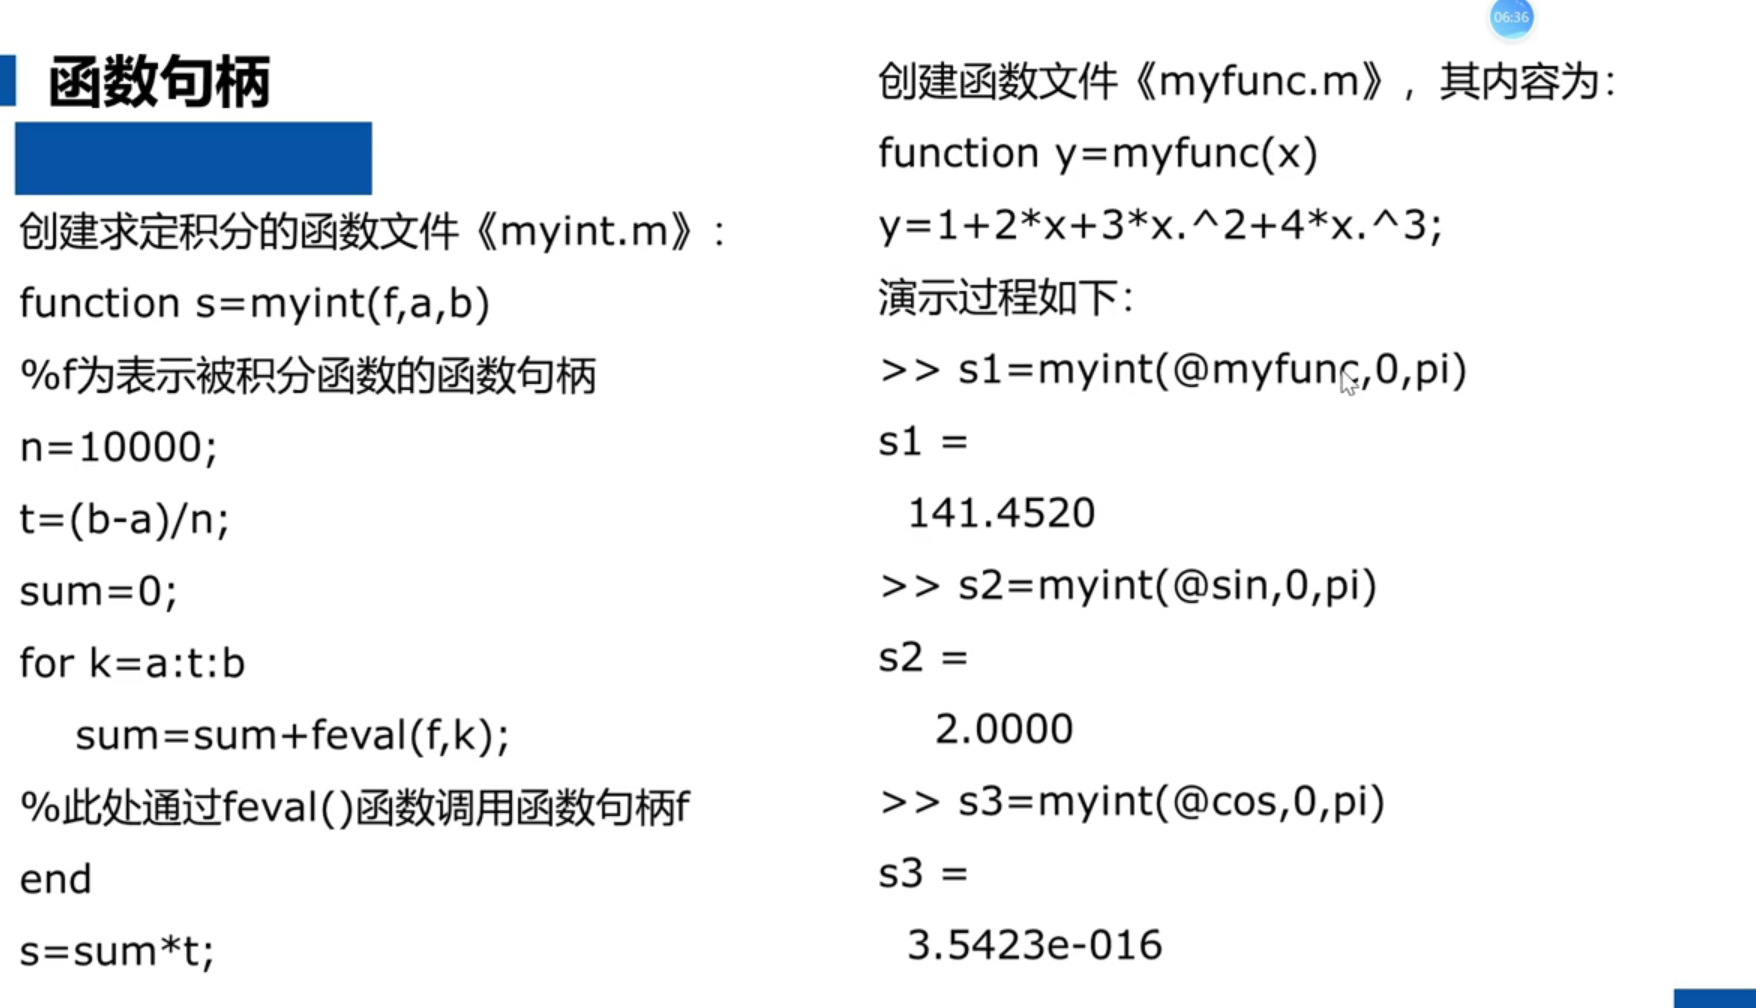 06:36
函数句柄
创建求定积分的函数文件《myint.m》:
function s=myint(f,a,b)
%f为表示被积分函数的函数句柄
n=10000;
t=(b-a)/n;
sum=0;
for k=a:t:b
sum=sum+feval(f,k);
%此处通过feval()函数调用函数句柄f
end
s=sum*t;
创建函数文件《myfunc.m》, 其内容为:
function y=myfunc(x)
y=1+2*x+3*x.^2+4*x.^3;
演示过程如下:
>> s1=myint(@myfunc,0,pi)
s1 =
141.4520
>> s2=myint(@sin,0,pi)
s2 =
2.0000
>> s3=myint(@cos,0,pi)
s3 =
3.5423e-016